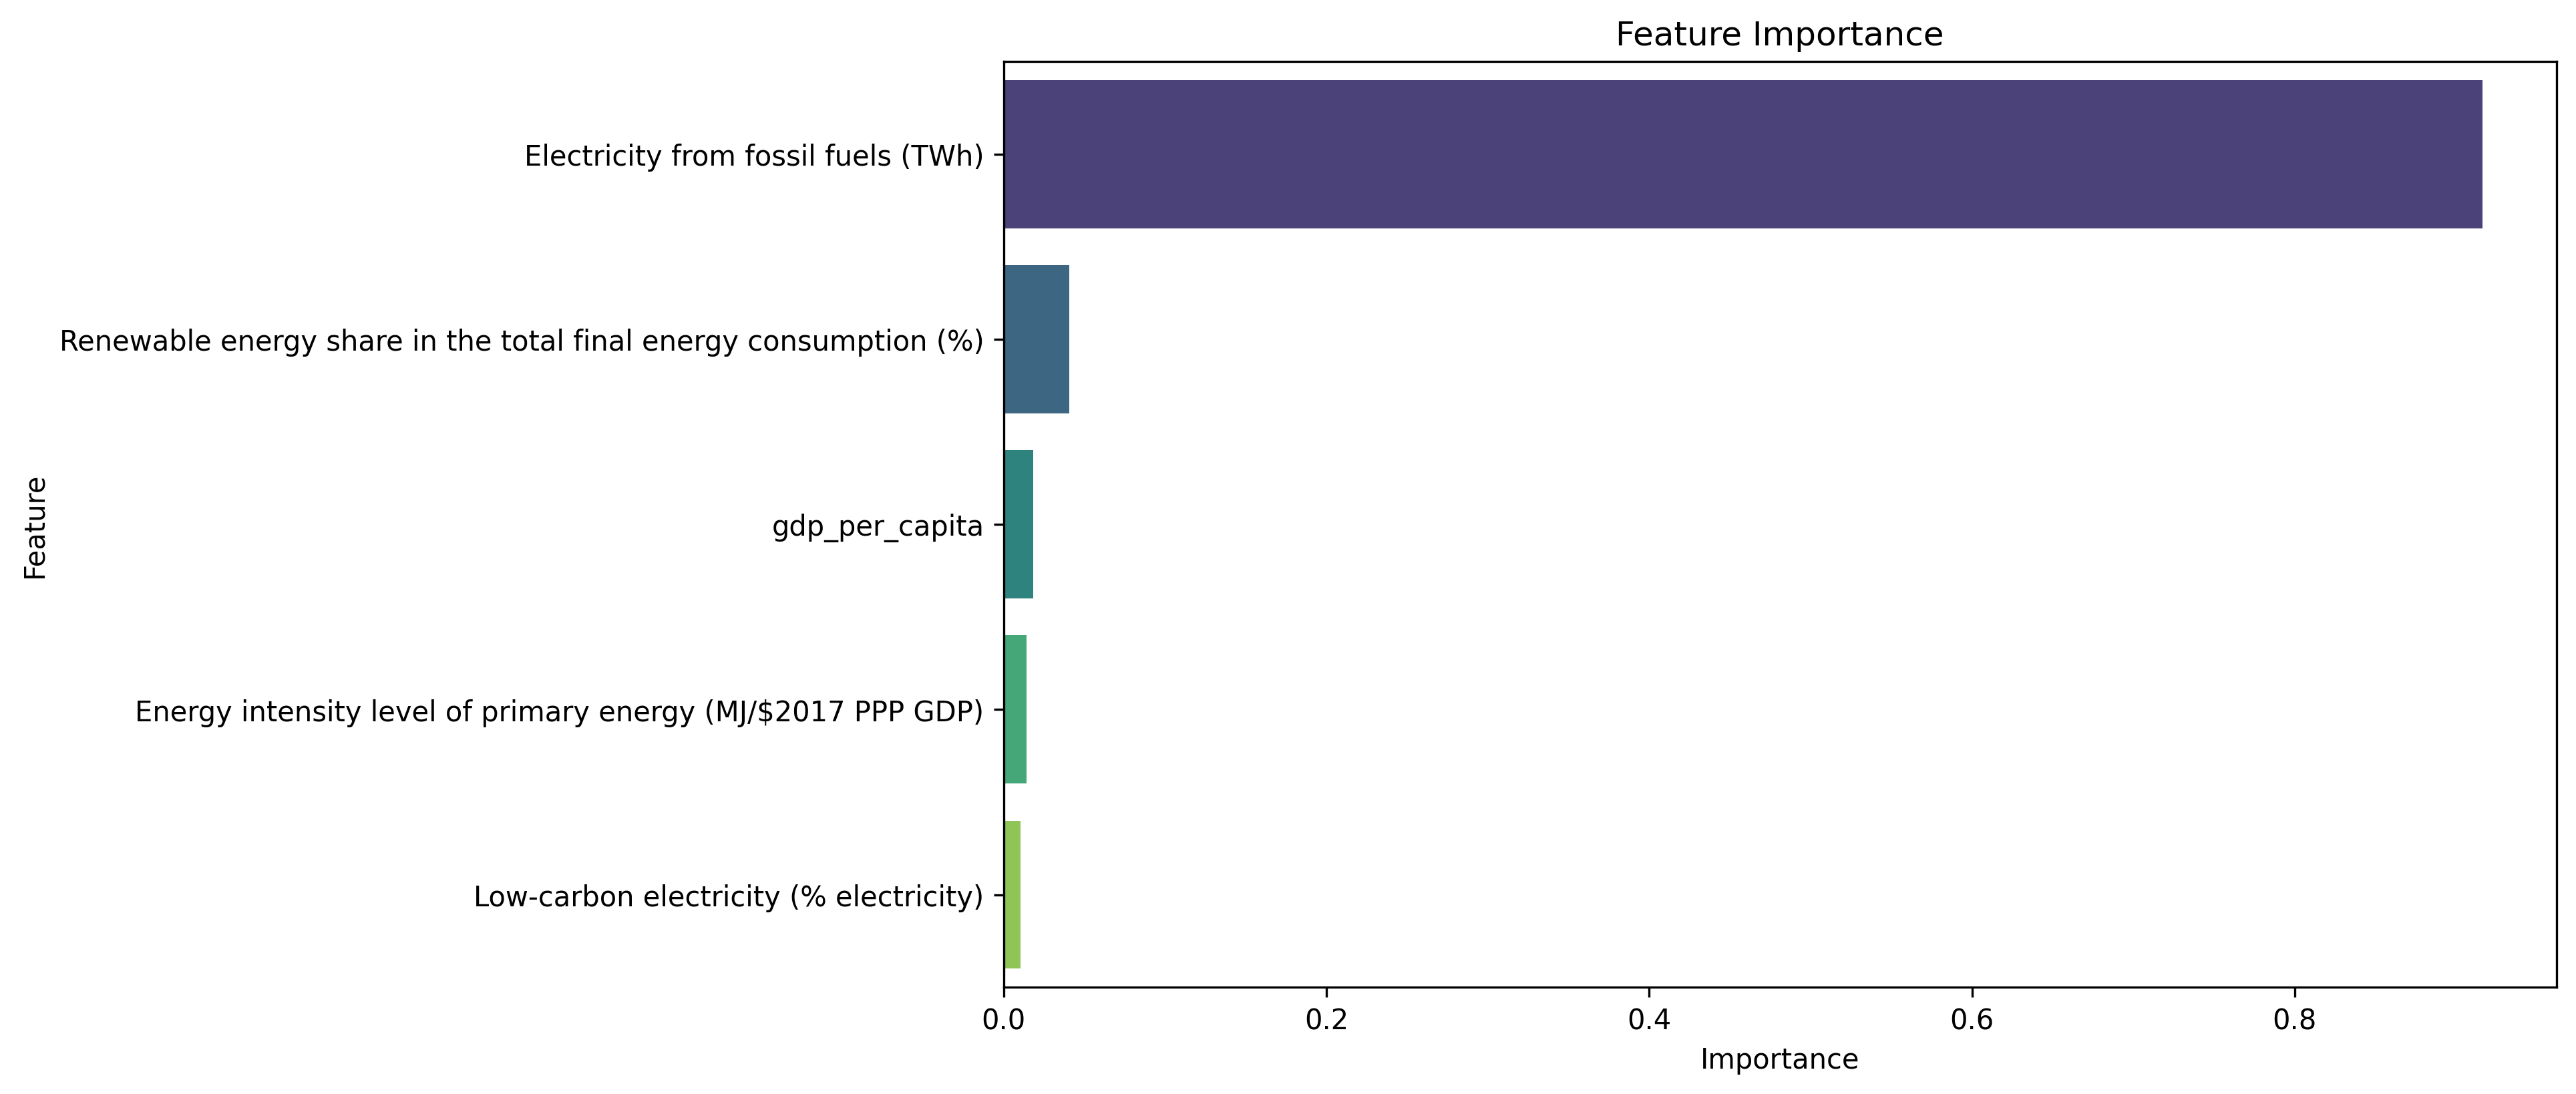 Feature Importance
Feature
Electricity from fossil fuels (TWh)
Renewable energy share in the total final energy consumption (%)
gdp_per_capita
Energy intensity level of primary energy (MJ/$2017 PPP GDP)
Low-carbon electricity (% electricity)
0.0 0.2 0.4 0.6 0.8
Importance